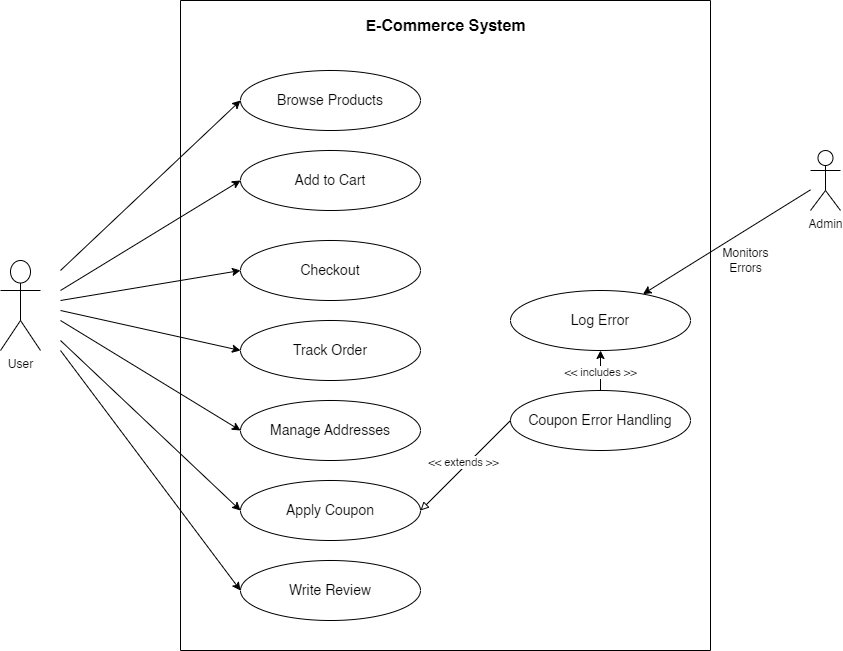 E-Commerce System
Browse Products
Add to Cart
Checkout
Track Order
Manage Addresses
Apply Coupon
Write Review
User
Log Error
<< includes >>
Coupon Error Handling
<< extends >>
Monitors
Errors
Admin